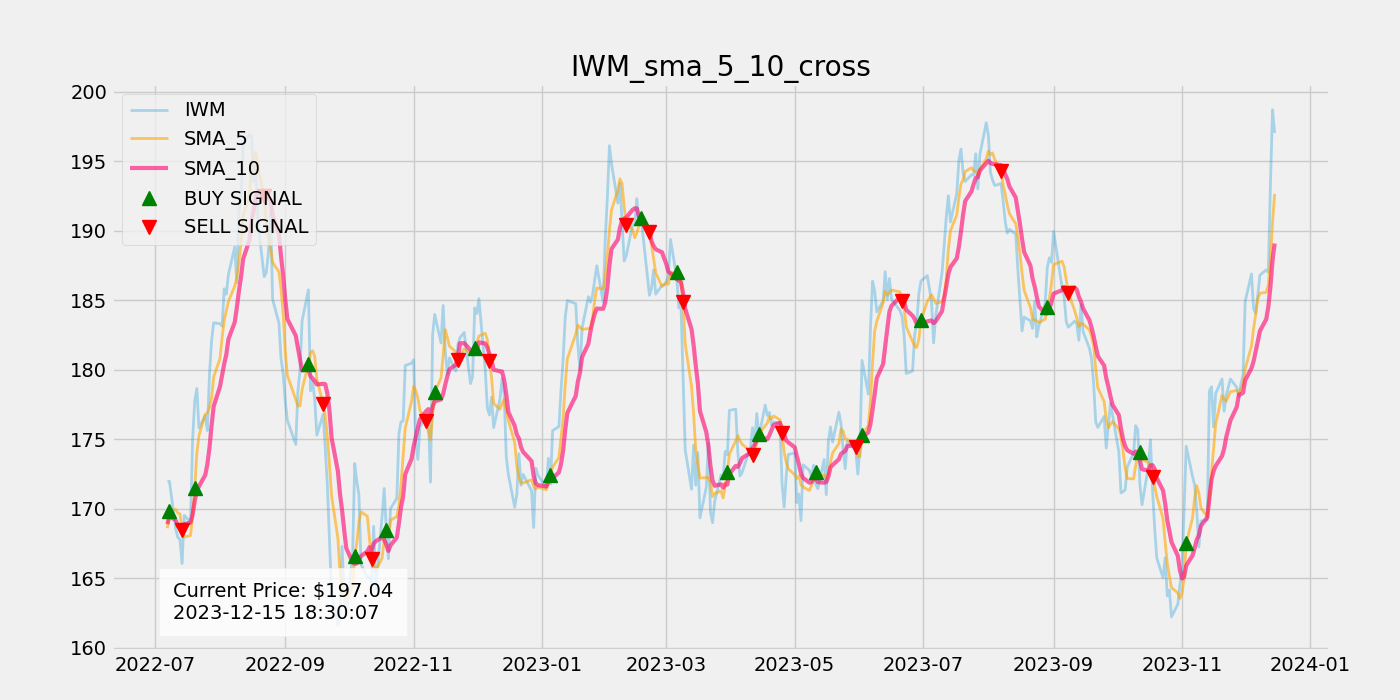 IWM_sma_5_10_cross
200
195
190
185
180
175
170
165
160
IWM
SMA_5
SMA_10
BUY SIGNAL
SELL SIGNAL
Current Price: $197.04
2023-12-15 18:30:07
2022-07 2022-09 2022-11 2023-01 2023-03 2023-05 2023-07 2023-09 2023-11 2024-01